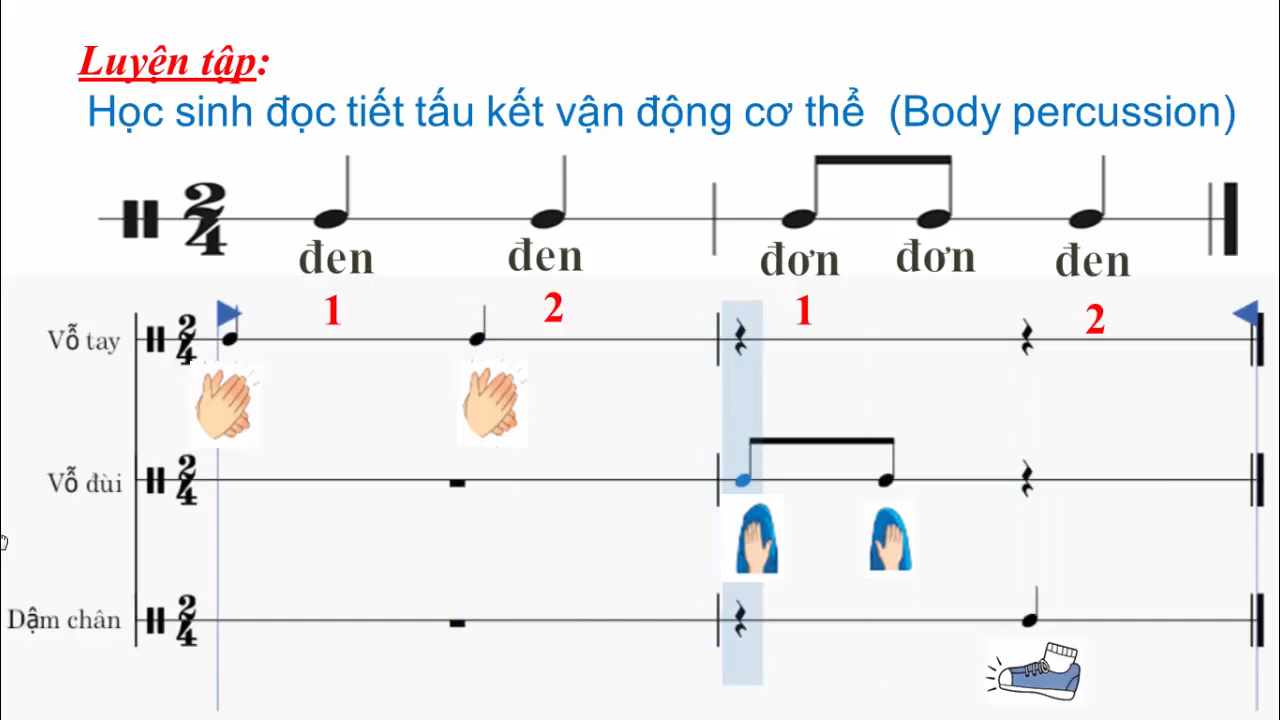 Luyện tập:
Học sinh đọc tiết tấu kết vận động cơ thể (Body percussion)
2
4
đen đen đơn đơn đen
1 2 1 2
Vỗ tay 2
4
Vỗ đùi 2
4
Dậm chân 2
4